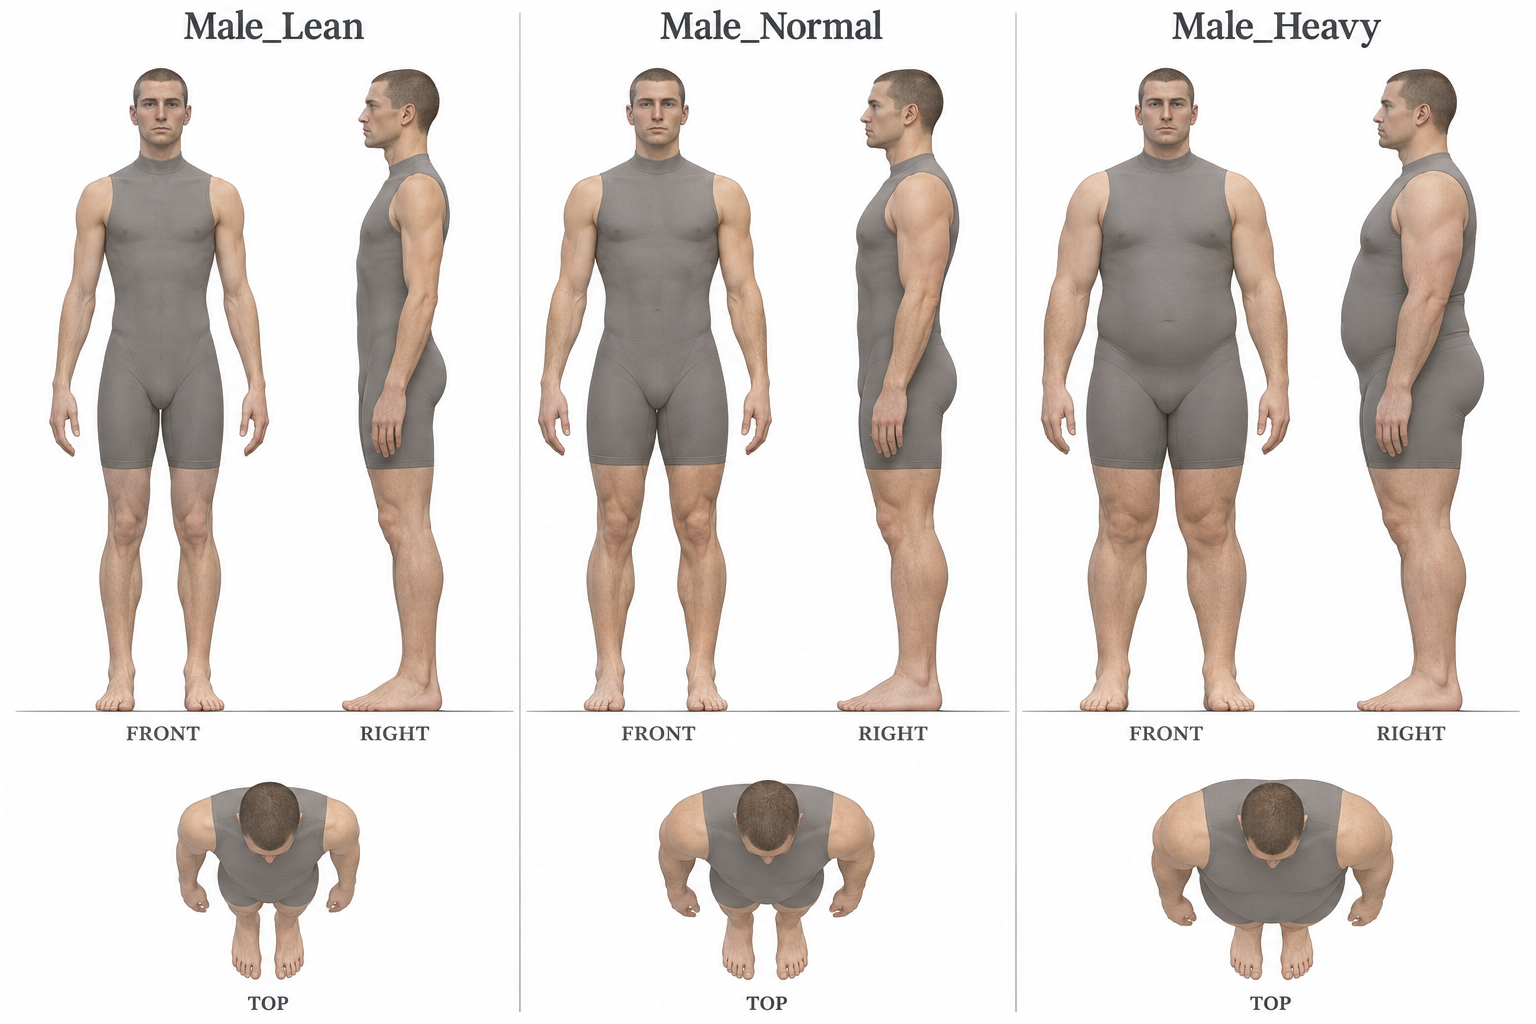 Male_Lean
FRONT
RIGHT
TOP
Male_Normal
FRONT
RIGHT
TOP
Male_Heavy
FRONT
RIGHT
TOP